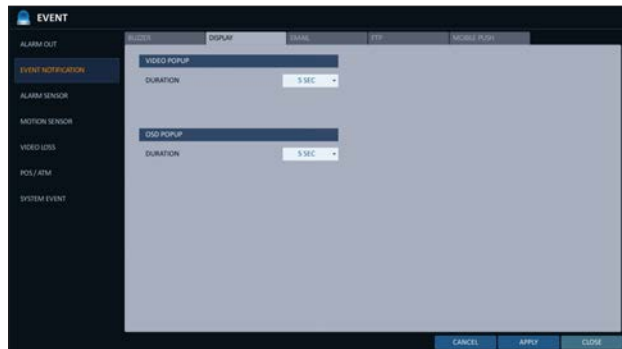 EVENT
BUZZER DISPLAY EMAIL FTP MOBILE PUSH
ALARM OUT
VIDEO POPUP
EVENT NOTIFICATION
DURATION 5 SEC
ALARM SENSOR
MOTION SENSOR
OSD POPUP
VIDEO LOSS
DURATION 5 SEC
POS / ATM
SYSTEM EVENT
CANCEL APPLY CLOSE